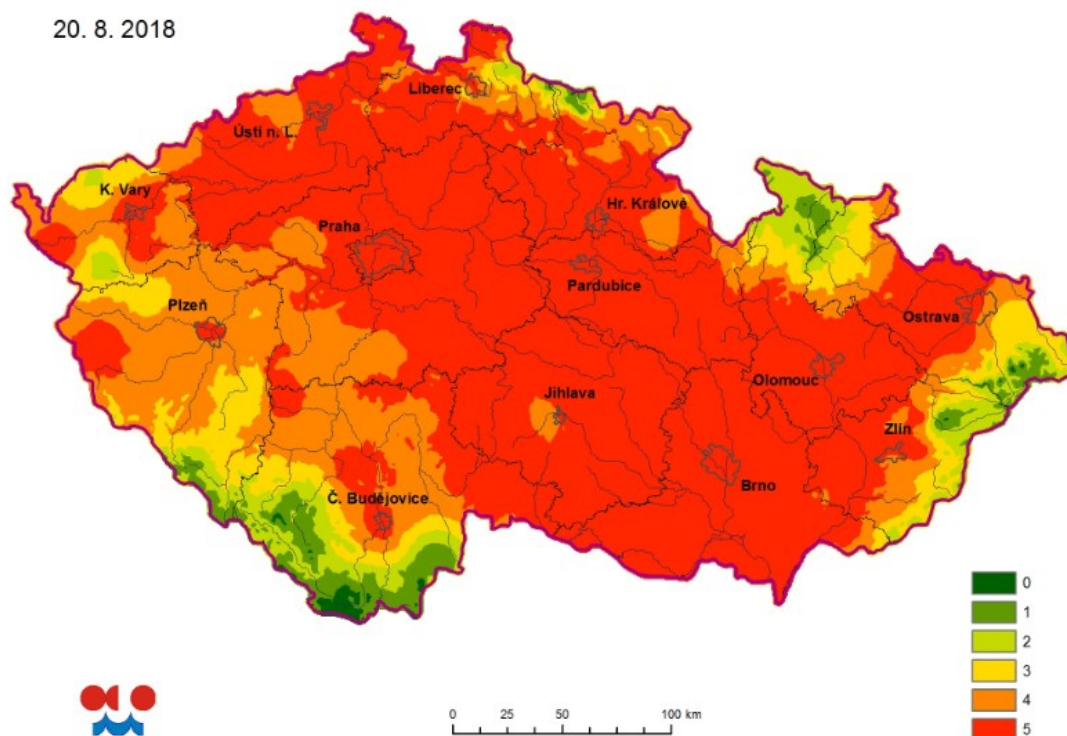 20. 8. 2018
Liberec
Ústí n. L.
K. Vary
Hr. Králové
Praha
Pardubice
Plzeň
Ostrava
Olomouc
Jihlava
Zlín
Č. Budějovice
Brno
0
1
2
3
4
5
0 25 50 100 km